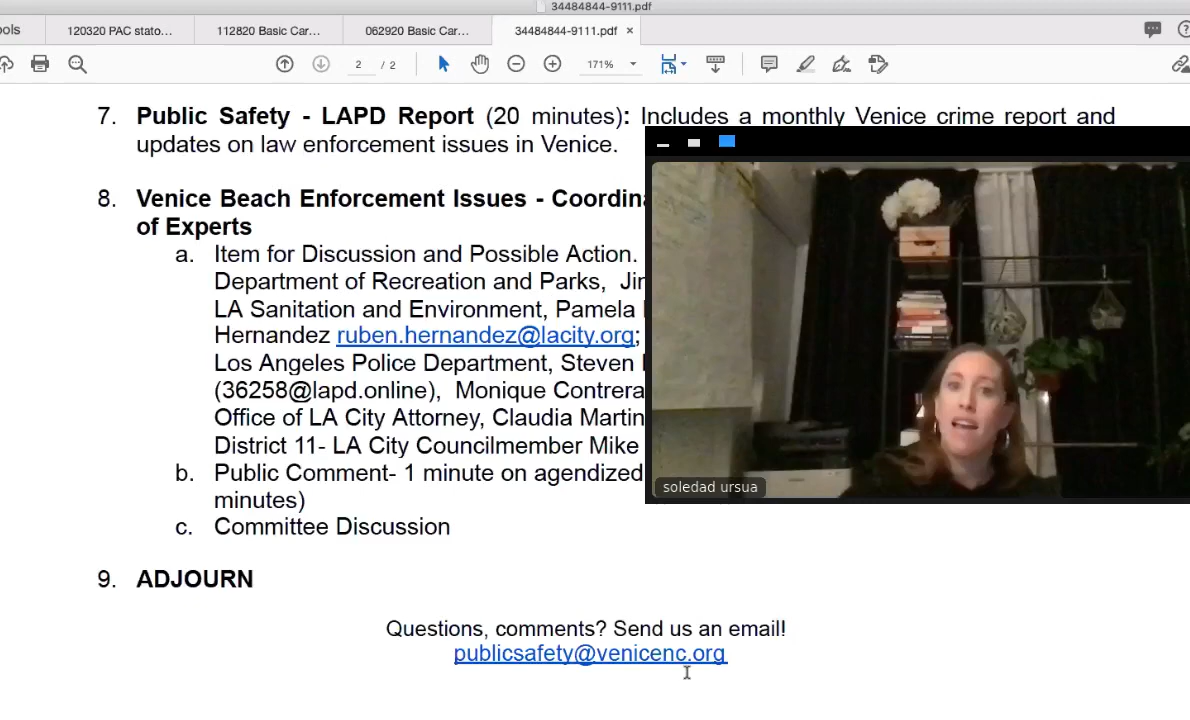 34484844-9111.pdf
ools
120320 PAC stato...
112820 Basic Car...
062920 Basic Car...
34484844-9111.pdf ×
2 / 2
171%
7. Public Safety - LAPD Report (20 minutes): Includes a monthly Venice crime report and
updates on law enforcement issues in Venice.
8. Venice Beach Enforcement Issues - Coordina
of Experts
a. Item for Discussion and Possible Action.
Department of Recreation and Parks, Jir
LA Sanitation and Environment, Pamela
Hernandez ruben.hernandez@lacity.org;
Los Angeles Police Department, Steven
(36258@lapd.online), Monique Contrera
Office of LA City Attorney, Claudia Martin
District 11- LA City Councilmember Mike
b. Public Comment- 1 minute on agendized
minutes)
c. Committee Discussion
soledad ursua
9. ADJOURN
Questions, comments? Send us an email!
publicsafety@venicenc.org